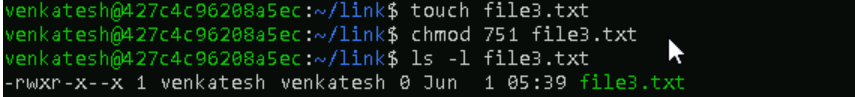 venkatesh@427c4c96208a5ec:~/link$ touch file3.txt
venkatesh@427c4c96208a5ec:~/link$ chmod 751 file3.txt
venkatesh@427c4c96208a5ec:~/link$ ls -l file3.txt
-rwxr-x--x 1 venkatesh venkatesh 0 Jun  1 05:39 file3.txt